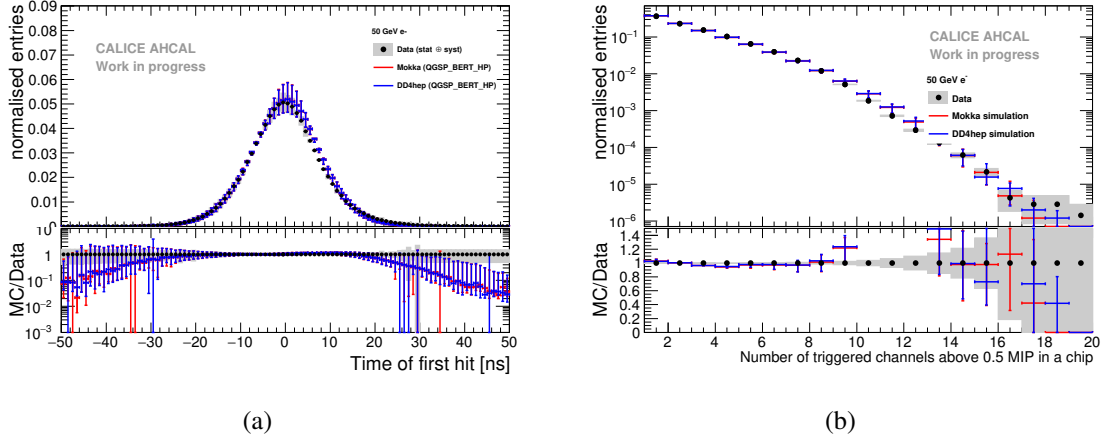 normalised entries
0.09
0.08
0.07
0.06
0.05
0.04
0.03
0.02
0.01
0
CALICE AHCAL
Work in progress
50 GeV e-
Data (stat ⊕ syst)
Mokka (QGSP_BERT_HP)
DD4hep (QGSP_BERT_HP)
MC/Data
10
1
10⁻¹
10⁻²
10⁻³
−50 −40 −30 −20 −10 0 10 20 30 40 50
Time of first hit [ns]
(a)
normalised entries
10⁻¹
10⁻²
10⁻³
10⁻⁴
10⁻⁵
10⁻⁶
CALICE AHCAL
Work in progress
50 GeV e⁻
Data
Mokka simulation
DD4hep simulation
MC/Data
1.4
1.2
1
0.8
0.6
0.4
0.2
0
2 4 6 8 10 12 14 16 18 20
Number of triggered channels above 0.5 MIP in a chip
(b)